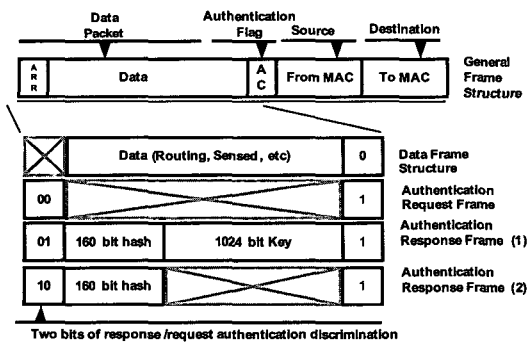 Data Packet
Authentication Flag
Source
Destination
ARR
Data
AC
From MAC
To MAC
General Frame Structure
Data (Routing, Sensed, etc)
0
Data Frame Structure
00
1
Authentication Request Frame
01
160 bit hash
1024 bit Key
1
Authentication Response Frame (1)
10
160 bit hash
1
Authentication Response Frame (2)
Two bits of response/request authentication discrimination